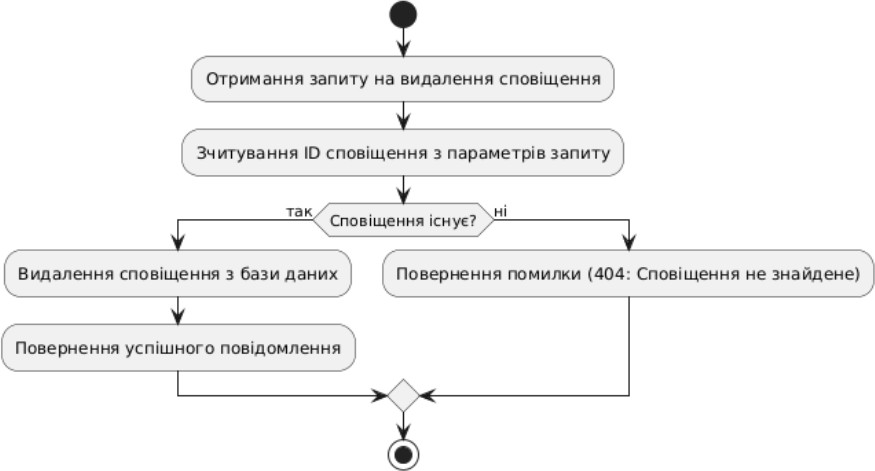 Отримання запиту на видалення сповіщення
Зчитування ID сповіщення з параметрів запиту
так
Сповіщення існує?
ні
Видалення сповіщення з бази даних
Повернення помилки (404: Сповіщення не знайдене)
Повернення успішного повідомлення